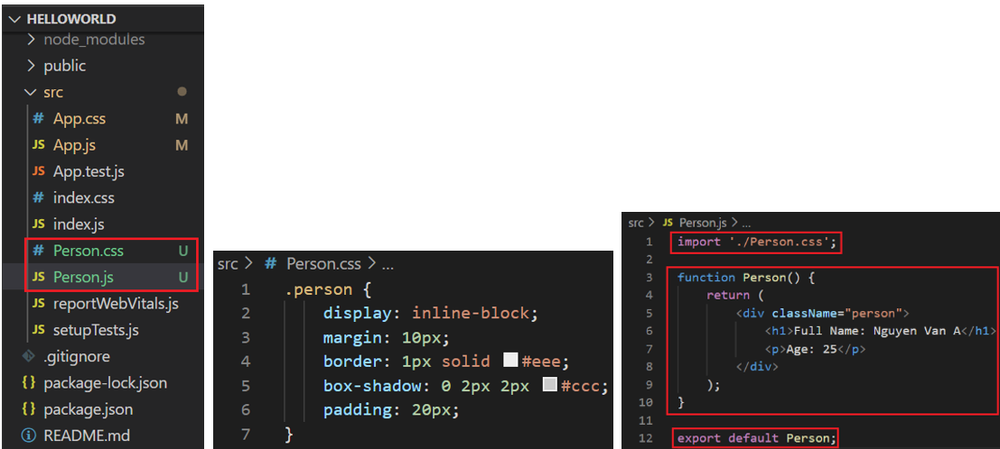 HELLOWORLD
node_modules
public
src
# App.css M
JS App.js M
JS App.test.js
# index.css
JS index.js
# Person.css U
JS Person.js U
JS reportWebVitals.js
JS setupTests.js
.gitignore
{} package-lock.json
{} package.json
README.md
src > # Person.css > ...
1 .person {
2 display: inline-block;
3 margin: 10px;
4 border: 1px solid #eee;
5 box-shadow: 0 2px 2px #ccc;
6 padding: 20px;
7 }
src > JS Person.js > ...
1 import './Person.css';
2
3 function Person() {
4 return (
5 <div className="person">
6 <h1>Full Name: Nguyen Van A</h1>
7 <p>Age: 25</p>
8 </div>
9 );
10 }
11
12 export default Person;